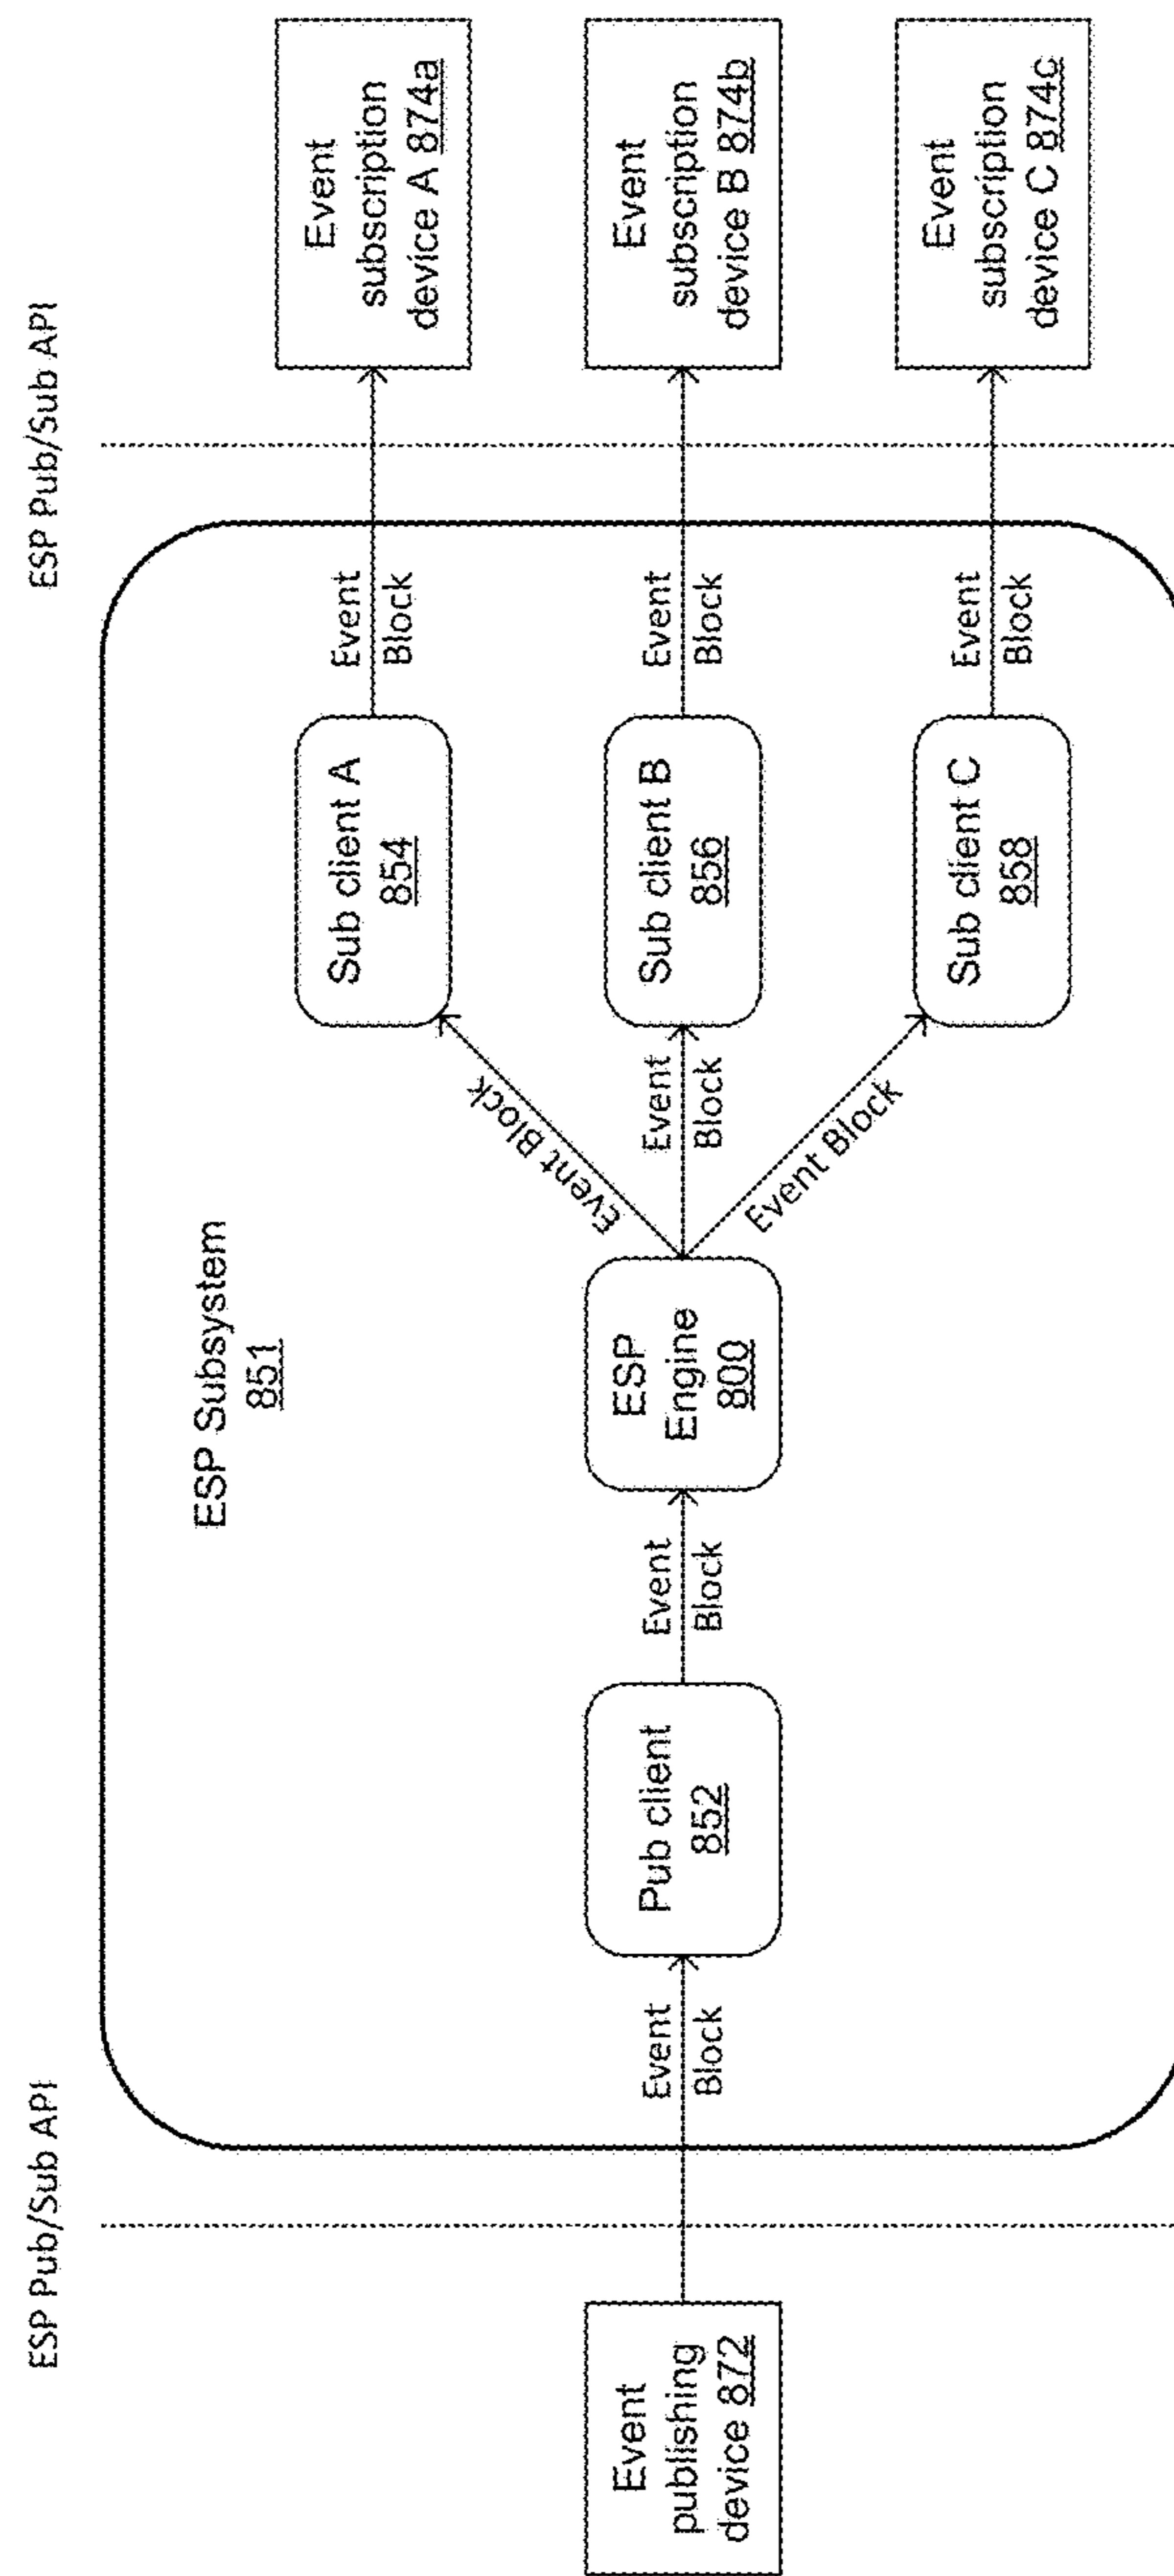 ESP Pub/Sub API
ESP Pub/Sub API
ESP Subsystem
851
Event
publishing
device 872
Event
Block
Pub client
852
Event
Block
ESP
Engine
800
Event Block
Event
Block
Event Block
Sub client A
854
Sub client B
856
Sub client C
858
Event
Block
Event
Block
Event
Block
Event
subscription
device A 874a
Event
subscription
device B 874b
Event
subscription
device C 874c